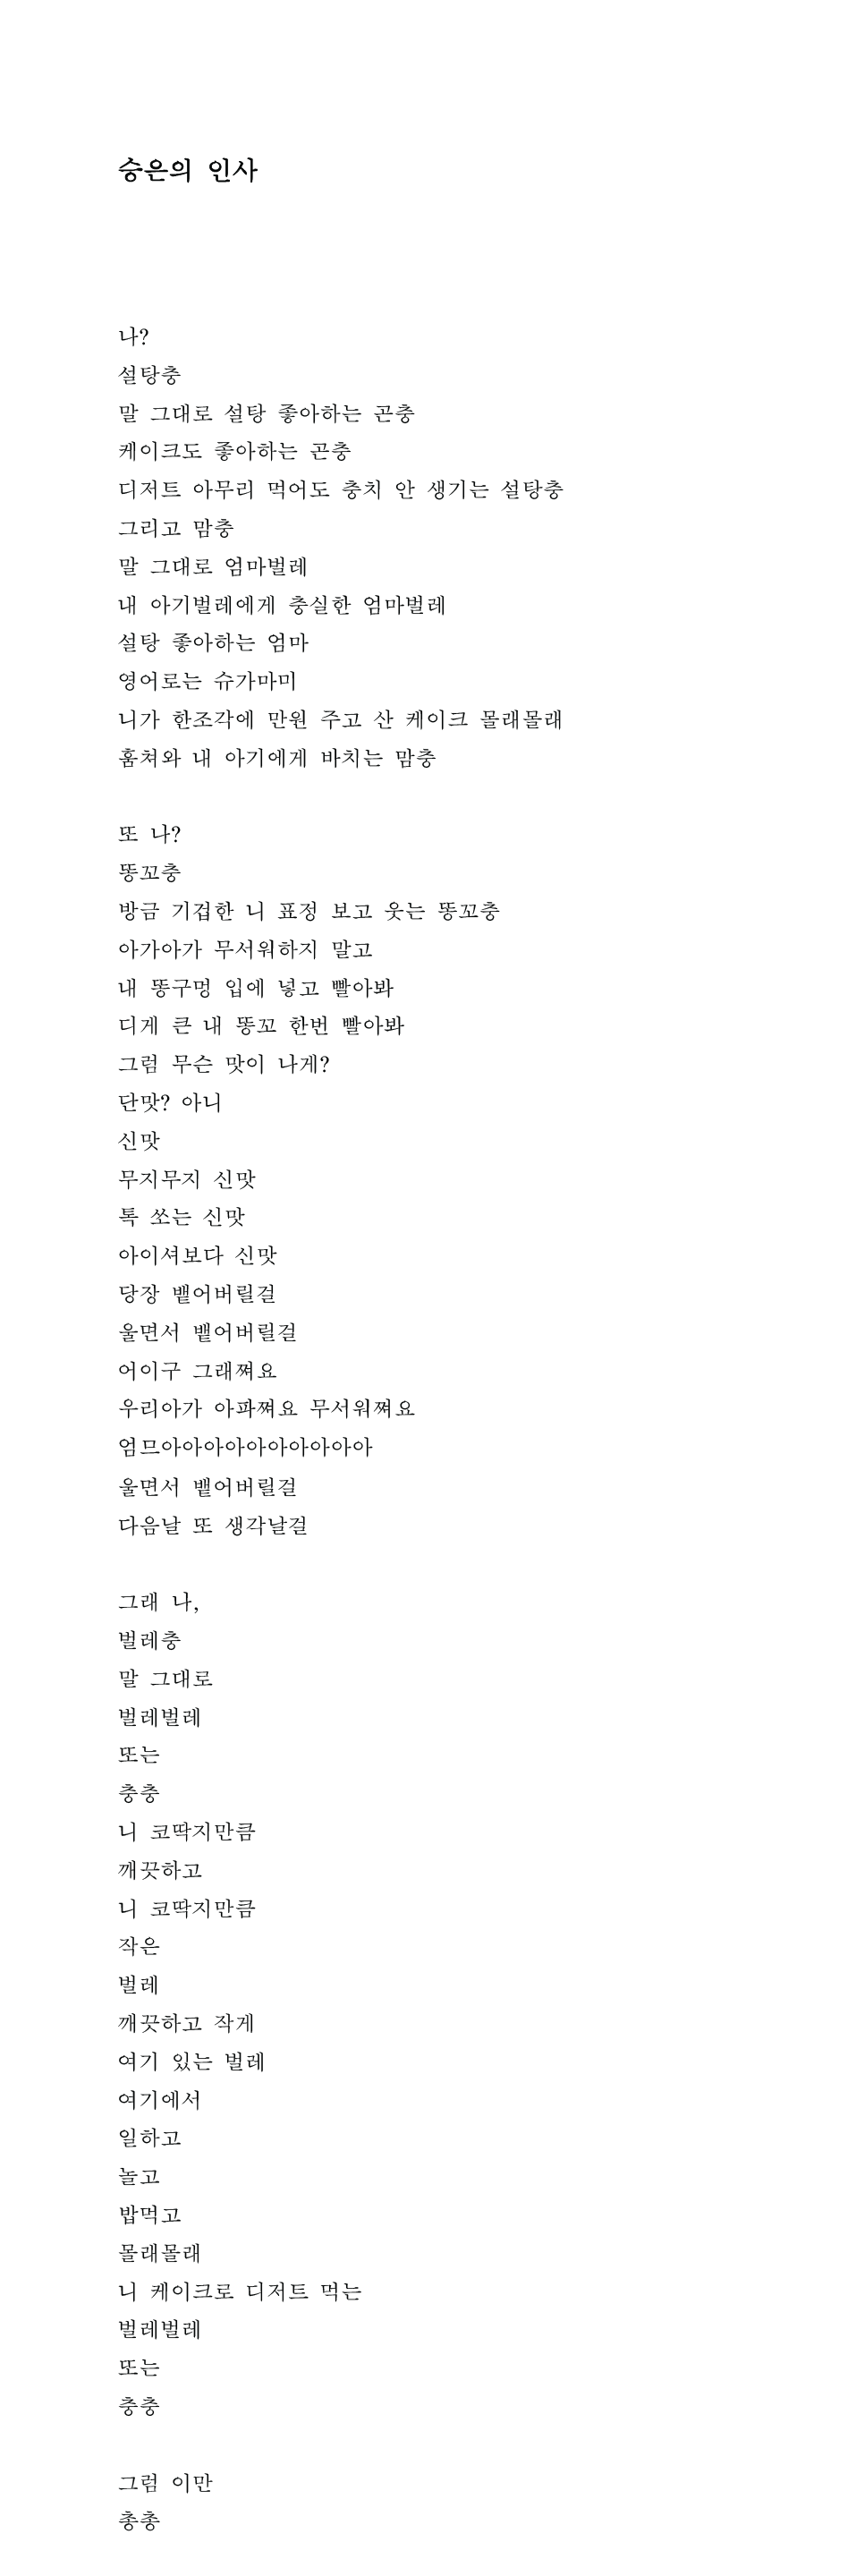 승은의 인사
나?
설탕충
말 그대로 설탕 좋아하는 곤충
케이크도 좋아하는 곤충
디저트 아무리 먹어도 충치 안 생기는 설탕충
그리고 맘충
말 그대로 엄마벌레
내 아기벌레에게 충실한 엄마벌레
설탕 좋아하는 엄마
영어로는 슈가마미
니가 한조각에 만원 주고 산 케이크 몰래몰래
훔쳐와 내 아기에게 바치는 맘충
또 나?
똥꼬충
방금 기겁한 니 표정 보고 웃는 똥꼬충
아가아가 무서워하지 말고
내 똥구멍 입에 넣고 빨아봐
디게 큰 내 똥꼬 한번 빨아봐
그럼 무슨 맛이 나게?
단맛? 아니
신맛
무지무지 신맛
톡 쏘는 신맛
아이셔보다 신맛
당장 뱉어버릴걸
울면서 뱉어버릴걸
어이구 그래쪄요
우리아가 아파쪄요 무서워쪄요
엄므아아아아아아아아아아
울면서 뱉어버릴걸
다음날 또 생각날걸
그래 나,
벌레충
말 그대로
벌레벌레
또는
충충
니 코딱지만큼
깨끗하고
니 코딱지만큼
작은
벌레
깨끗하고 작게
여기 있는 벌레
여기에서
일하고
놀고
밥먹고
몰래몰래
니 케이크로 디저트 먹는
벌레벌레
또는
충충
그럼 이만
총총